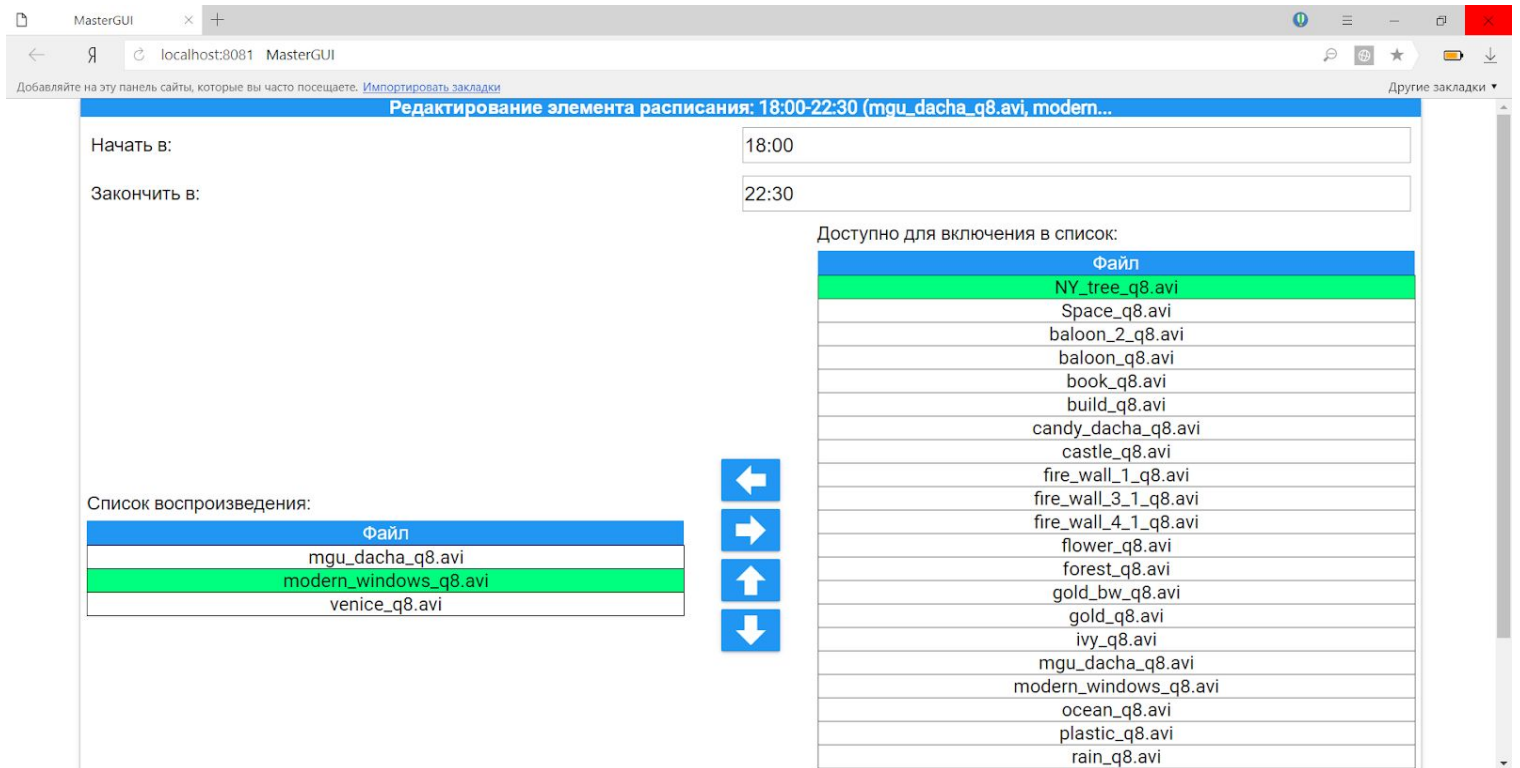 MasterGUI
Я localhost:8081 MasterGUI
Добавляйте на эту панель сайты, которые вы часто посещаете. Импортировать закладки
Другие закладки
Редактирование элемента расписания: 18:00-22:30 (mgu_dacha_q8.avi, modern...
Начать в:
18:00
Закончить в:
22:30
Доступно для включения в список:
Файл
NY_tree_q8.avi
Space_q8.avi
baloon_2_q8.avi
baloon_q8.avi
book_q8.avi
build_q8.avi
candy_dacha_q8.avi
castle_q8.avi
fire_wall_1_q8.avi
fire_wall_3_1_q8.avi
fire_wall_4_1_q8.avi
flower_q8.avi
forest_q8.avi
gold_bw_q8.avi
gold_q8.avi
ivy_q8.avi
mgu_dacha_q8.avi
modern_windows_q8.avi
ocean_q8.avi
plastic_q8.avi
rain_q8.avi
Список воспроизведения:
Файл
mgu_dacha_q8.avi
modern_windows_q8.avi
venice_q8.avi